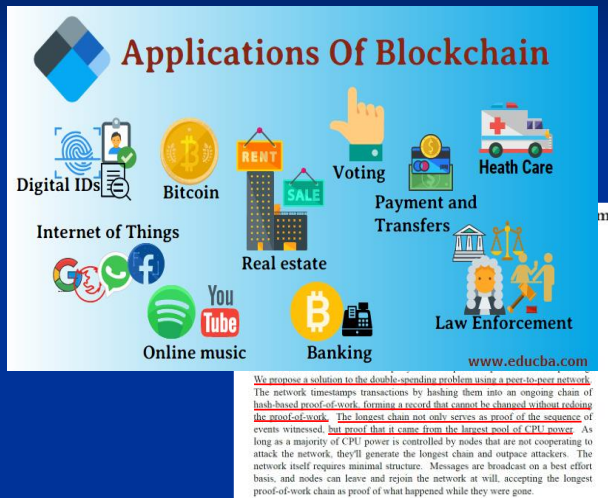 Applications Of Blockchain
RENT
SALE
Voting
Heath Care
Digital IDs
Bitcoin
Payment and
Transfers
m
Internet of Things
Real estate
You
Tube
Online music
Banking
Law Enforcement
www.educba.com
We propose a solution to the double-spending problem using a peer-to-peer network.
The network timestamps transactions by hashing them into an ongoing chain of
hash-based proof-of-work, forming a record that cannot be changed without redoing
the proof-of-work. The longest chain not only serves as proof of the sequence of
events witnessed, but proof that it came from the largest pool of CPU power. As
long as a majority of CPU power is controlled by nodes that are not cooperating to
attack the network, they'll generate the longest chain and outpace attackers. The
network itself requires minimal structure. Messages are broadcast on a best effort
basis, and nodes can leave and rejoin the network at will, accepting the longest
proof-of-work chain as proof of what happened while they were gone.